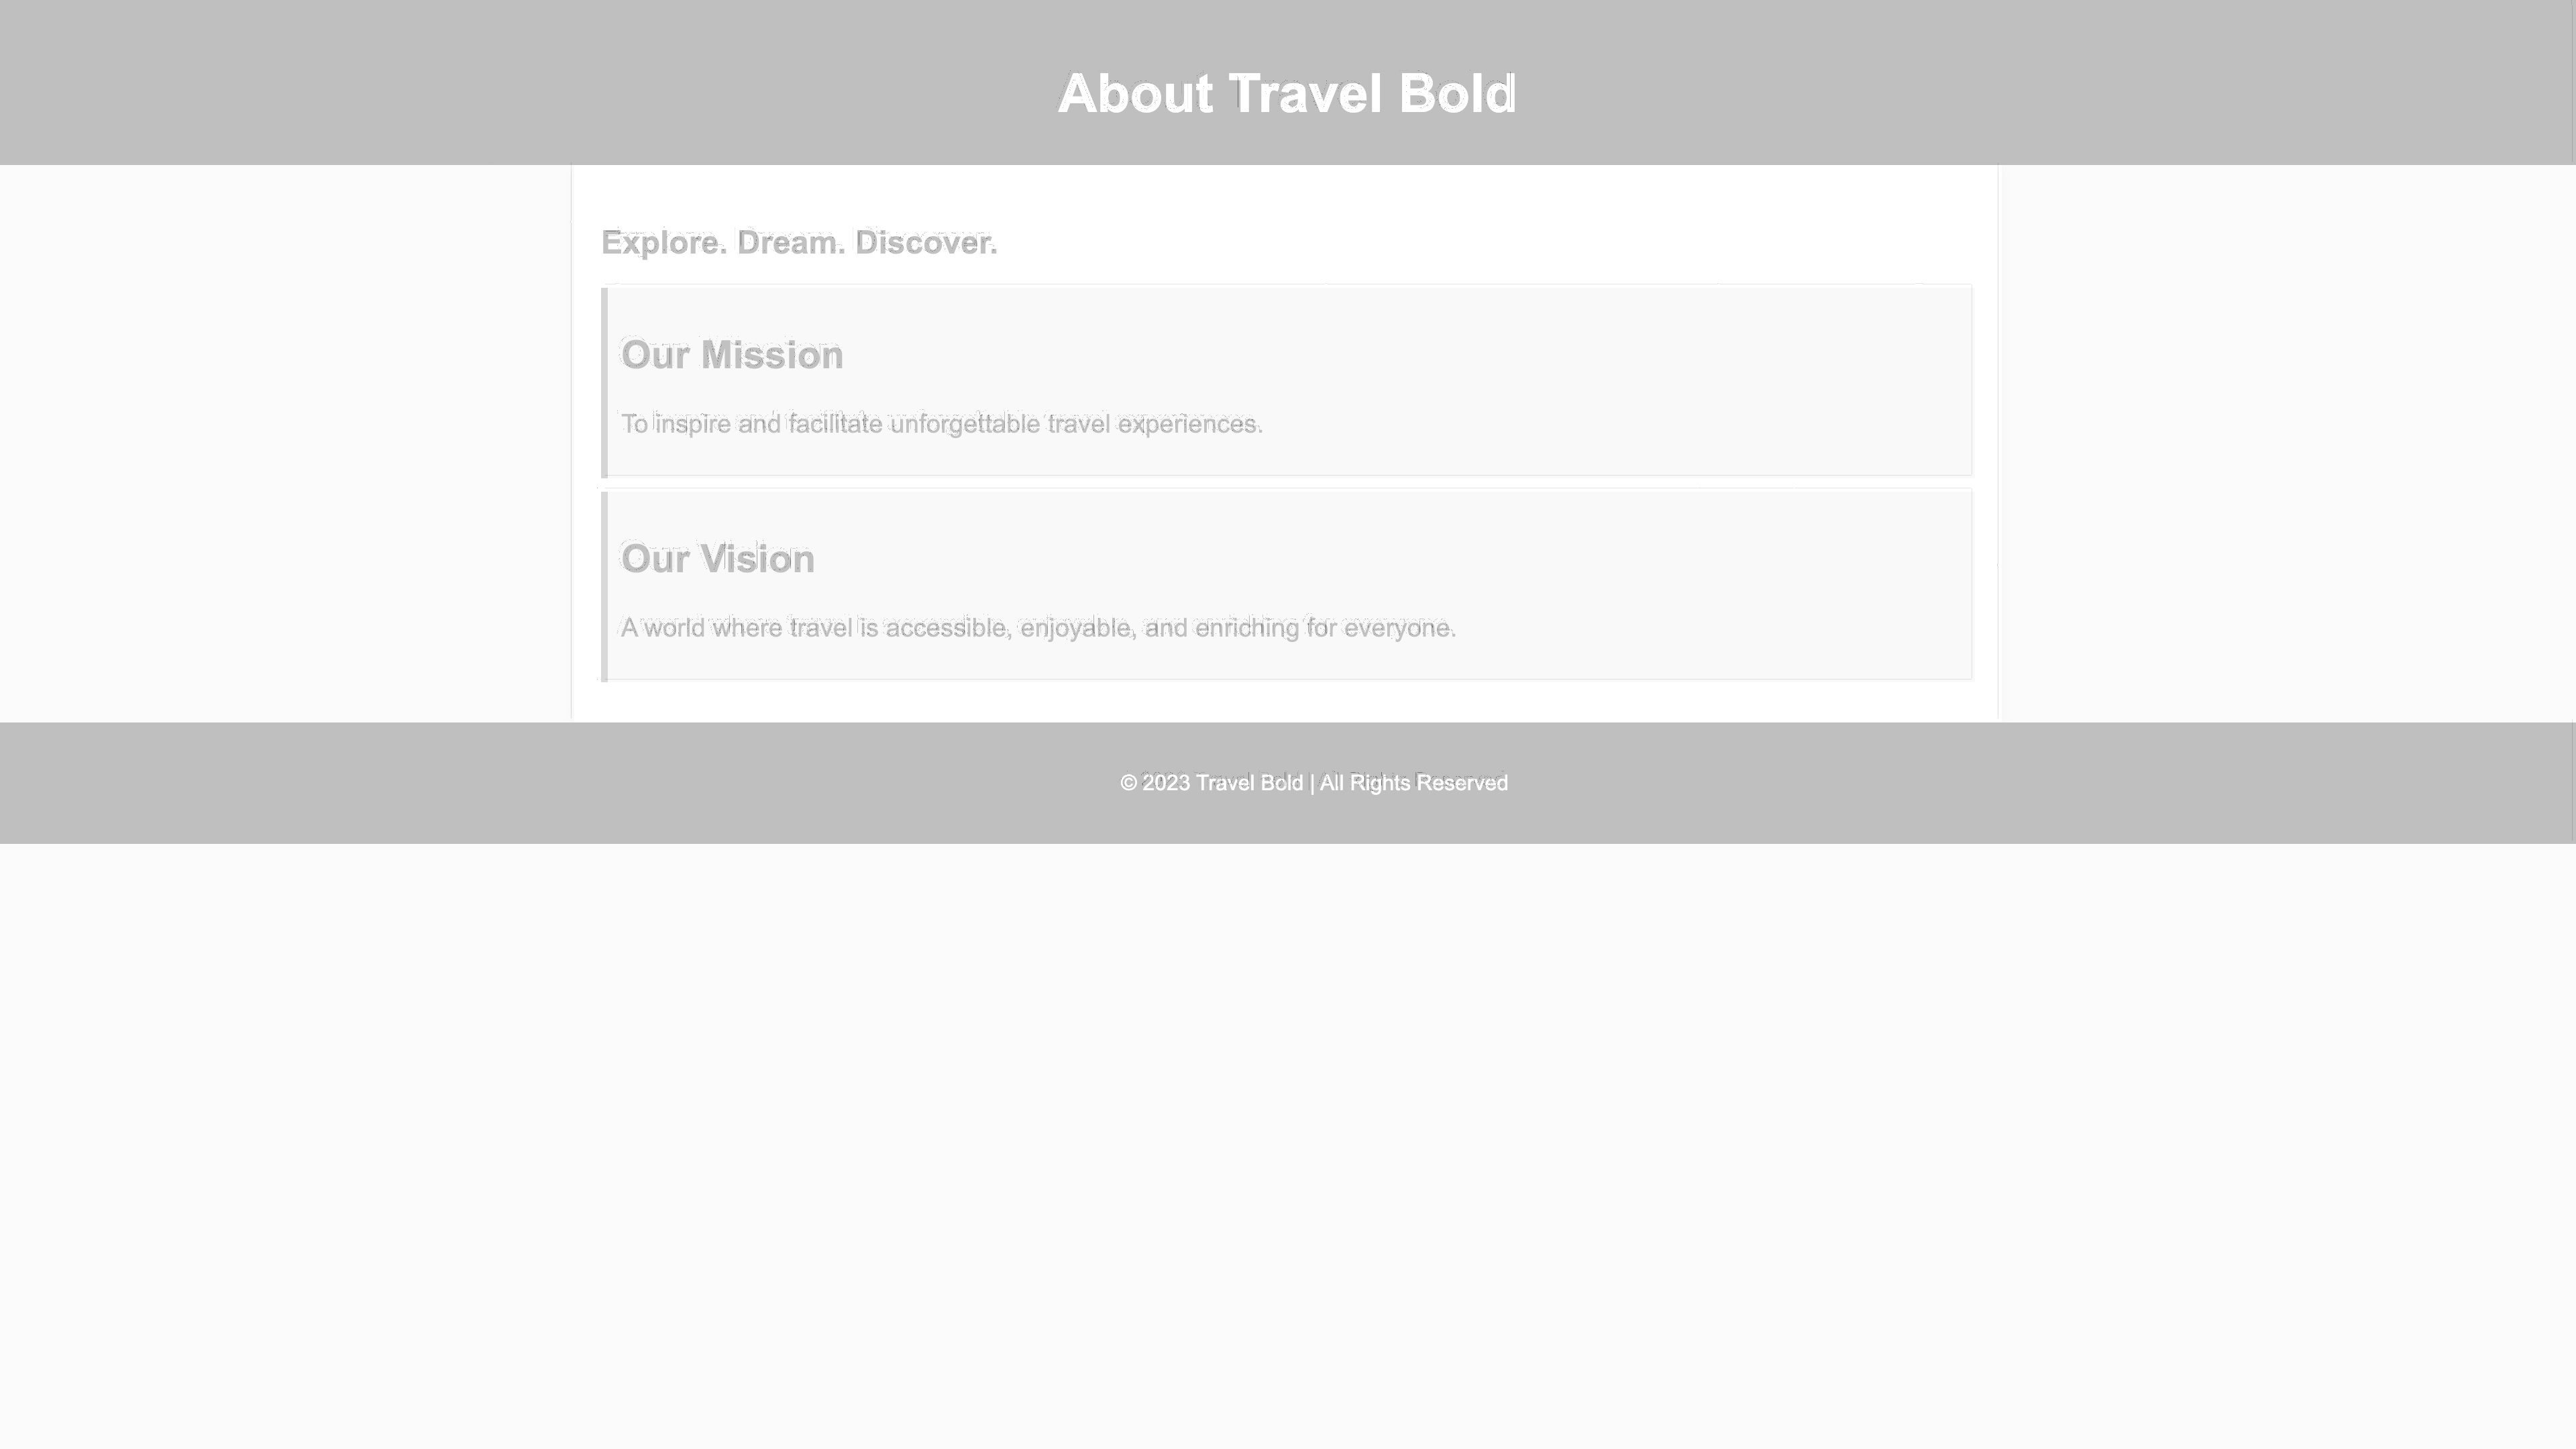 About Travel Bold
Explore. Dream. Discover.
Our Mission
To inspire and facilitate unforgettable travel experiences.
Our Vision
A world where travel is accessible, enjoyable, and enriching for everyone.
© 2023 Travel Bold | All Rights Reserved